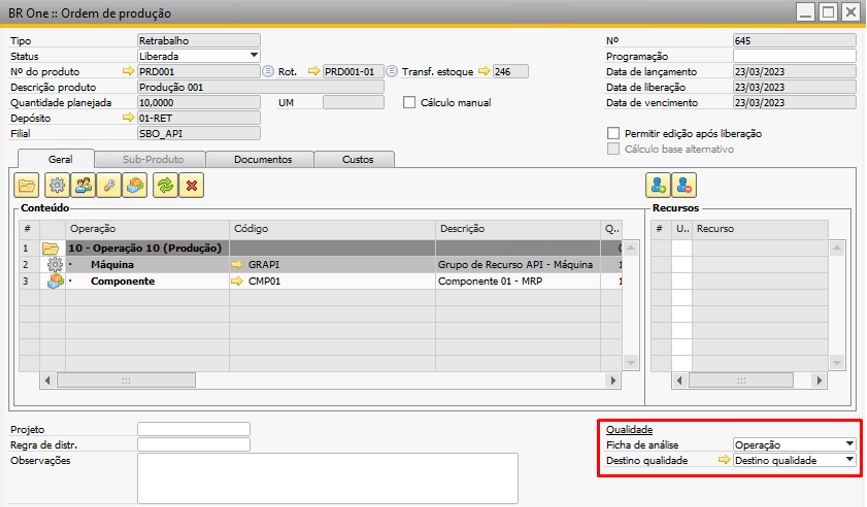 BR One :: Ordem de produção
Tipo Retrabalho Nº 645
Status Liberada Programação
Nº do produto PRD001 Rot. PRD001-01 Transf. estoque 246 Data de lançamento 23/03/2023
Descrição produto Produção 001 Data de liberação 23/03/2023
Quantidade planejada 10,0000 UM Cálculo manual Data de vencimento 23/03/2023
Depósito 01-RET
Filial SBO_API Permitir edição após liberação
Cálculo base alternativo
Geral Sub-Produto Documentos Custos
Conteúdo Recursos
# Operação Código Descrição Q.. # U.. Recurso
1 10 - Operação 10 (Produção)
2 Máquina GRAPI Grupo de Recurso API - Máquina 1
3 Componente CMP01 Componente 01 - MRP 1
Projeto Qualidade
Regra de distr. Ficha de análise Operação
Observações Destino qualidade Destino qualidade